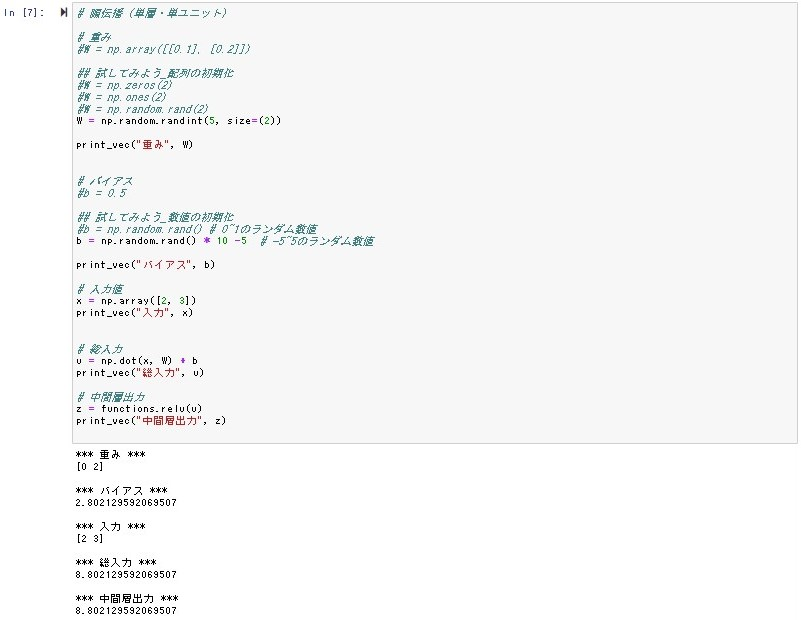 In [7]:
# 順伝播（単層・単ユニット）
# 重み
#W = np.array([[0.1], [0.2]])
## 試してみよう_配列の初期化
#W = np.zeros(2)
#W = np.ones(2)
#W = np.random.rand(2)
W = np.random.randint(5, size=(2))
print_vec("重み", W)
# バイアス
#b = 0.5
## 試してみよう_数値の初期化
#b = np.random.rand() # 0~1のランダム数値
b = np.random.rand() * 10 -5  # -5~5のランダム数値
print_vec("バイアス", b)
# 入力値
x = np.array([2, 3])
print_vec("入力", x)
# 総入力
u = np.dot(x, W) + b
print_vec("総入力", u)
# 中間層出力
z = functions.relu(u)
print_vec("中間層出力", z)
*** 重み ***
[0 2]
*** バイアス ***
2.802129592069507
*** 入力 ***
[2 3]
*** 総入力 ***
8.802129592069507
*** 中間層出力 ***
8.802129592069507